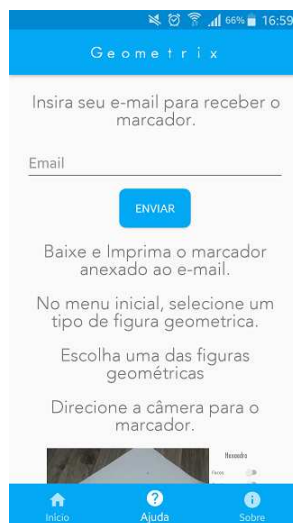 66% 16:59
Geometrix
Insira seu e-mail para receber o
marcador.
Email
ENVIAR
Baixe e Imprima o marcador
anexado ao e-mail.
No menu inicial, selecione um
tipo de figura geometrica.
Escolha uma das figuras
geométricas
Direcione a câmera para o
marcador.
Hexaedro
Faces
Início Ajuda Sobre